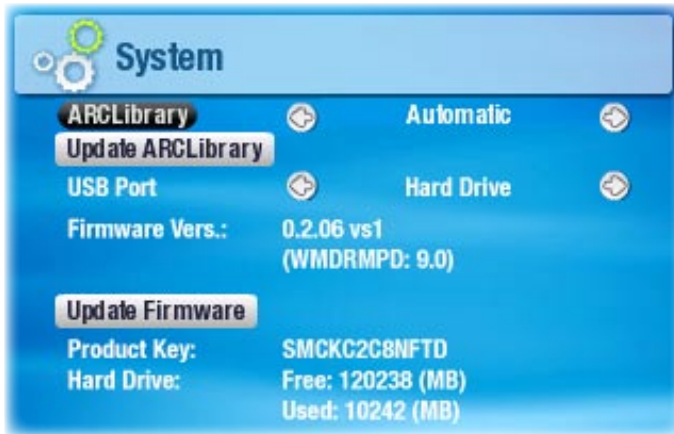 System
ARCLibrary Automatic
Update ARCLibrary
USB Port Hard Drive
Firmware Vers.: 0.2.06 vs1
(WMDRMPD: 9.0)
Update Firmware
Product Key: SMCKC2C8NFTD
Hard Drive: Free: 120238 (MB)
Used: 10242 (MB)